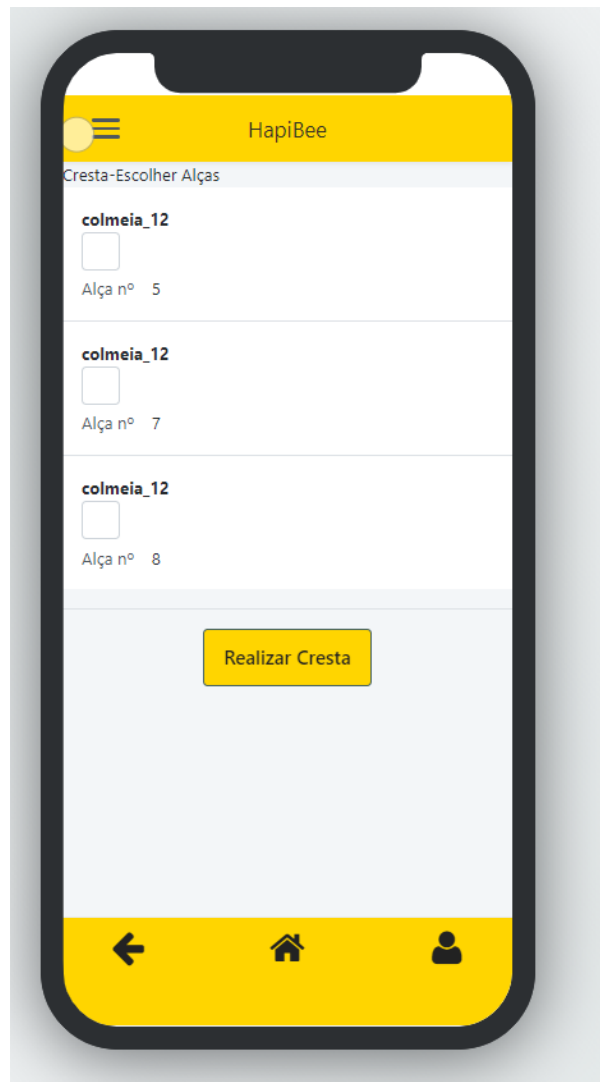 HapiBee
Cresta-Escolher Alças
colmeia_12
Alça nº 5
colmeia_12
Alça nº 7
colmeia_12
Alça nº 8
Realizar Cresta